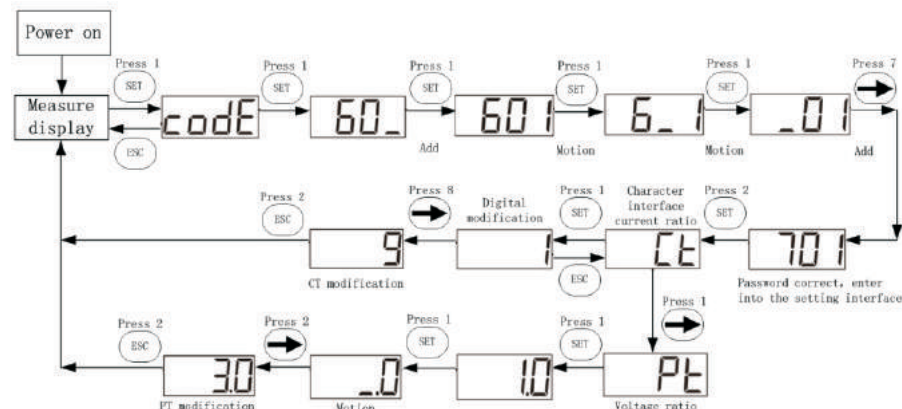 Power on
Press 1
SET
Measure
display
ESC
codE
Press 1
SET
60_
Press 1
SET
Add
601
Press 1
SET
Motion
6_1
Press 1
SET
Motion
_01
Press 7
Add
701
Password correct, enter
into the setting interface
Press 2
SET
Character
interface
current ratio
Ct
Press 1
SET
ESC
Digital
modification
1
Press 8
9
CT modification
Press 2
ESC
Press 1
Pt
Voltage ratio
Press 1
SET
1.0
Press 1
SET
_.0
Motion
Press 2
3.0
PT modification
Press 2
ESC